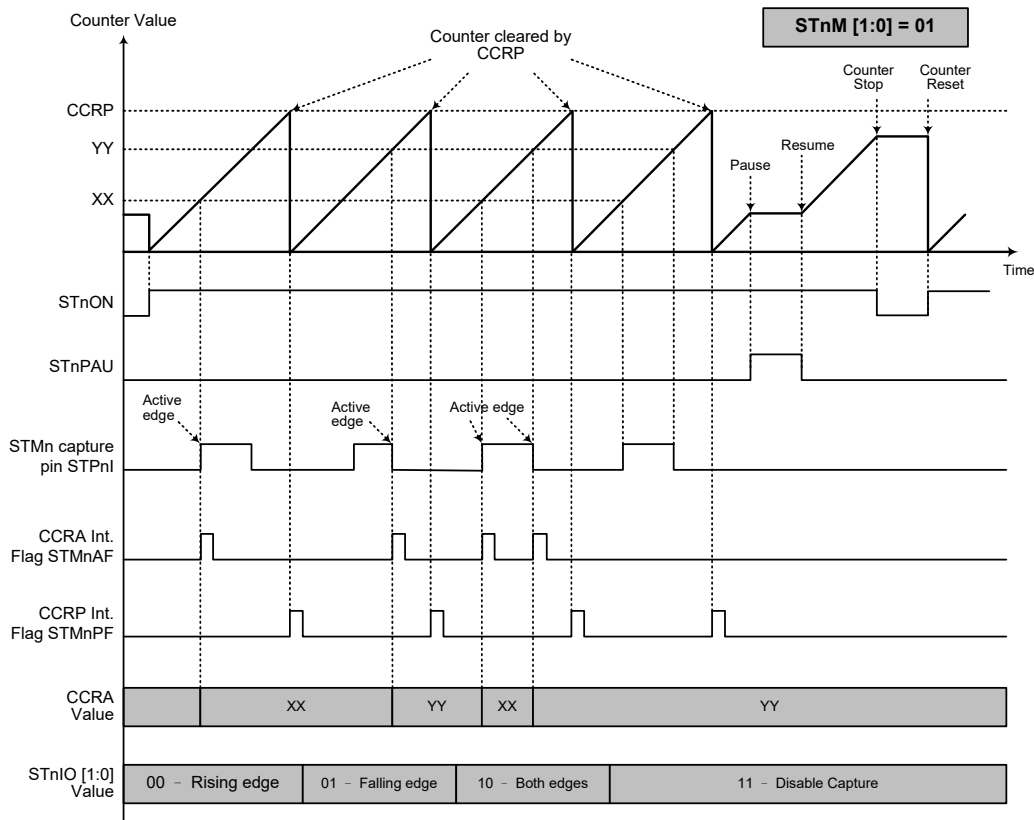 Counter Value
STnM [1:0] = 01
Counter cleared by
CCRP
Counter
Stop
Counter
Reset
CCRP
YY
XX
Pause
Resume
Time
STnON
STnPAU
Active
edge
Active
edge
Active edge
STMn capture
pin STPnI
CCRA Int.
Flag STMnAF
CCRP Int.
Flag STMnPF
CCRA
Value
XX
YY
XX
YY
STnIO [1:0]
Value
00 – Rising edge
01 – Falling edge
10 – Both edges
11 – Disable Capture